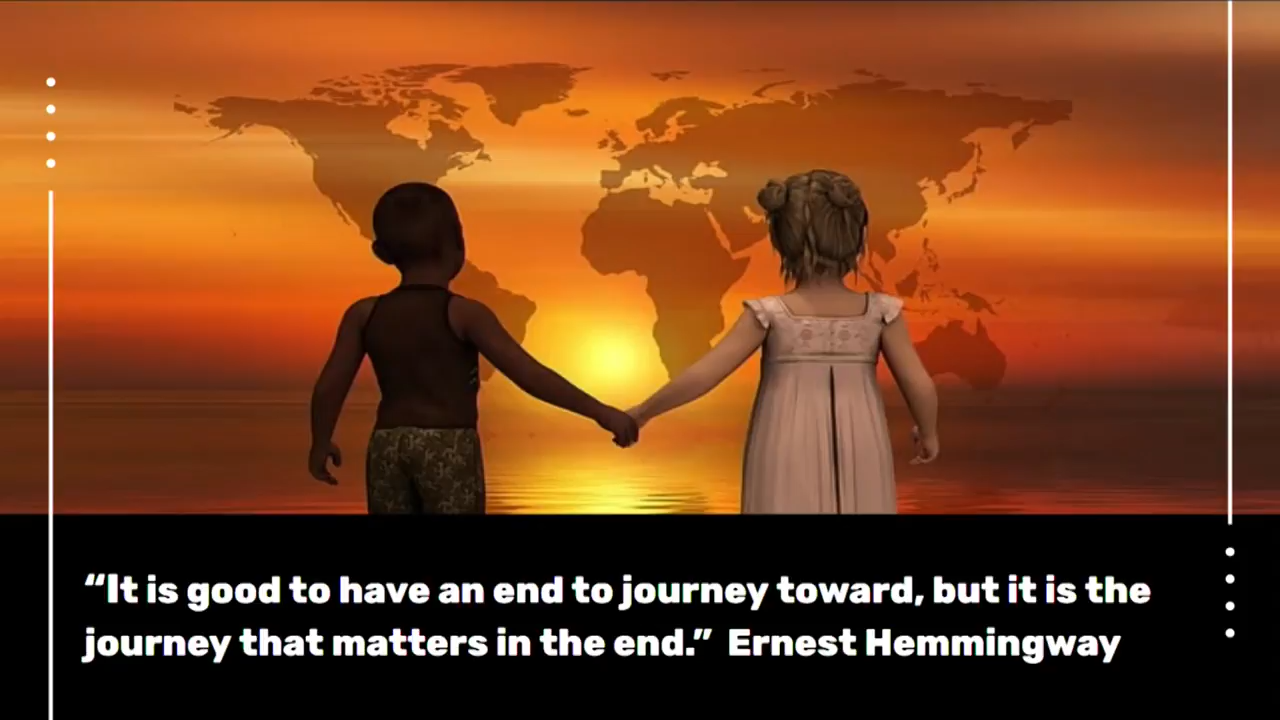 “It is good to have an end to journey toward, but it is the
journey that matters in the end.” Ernest Hemmingway